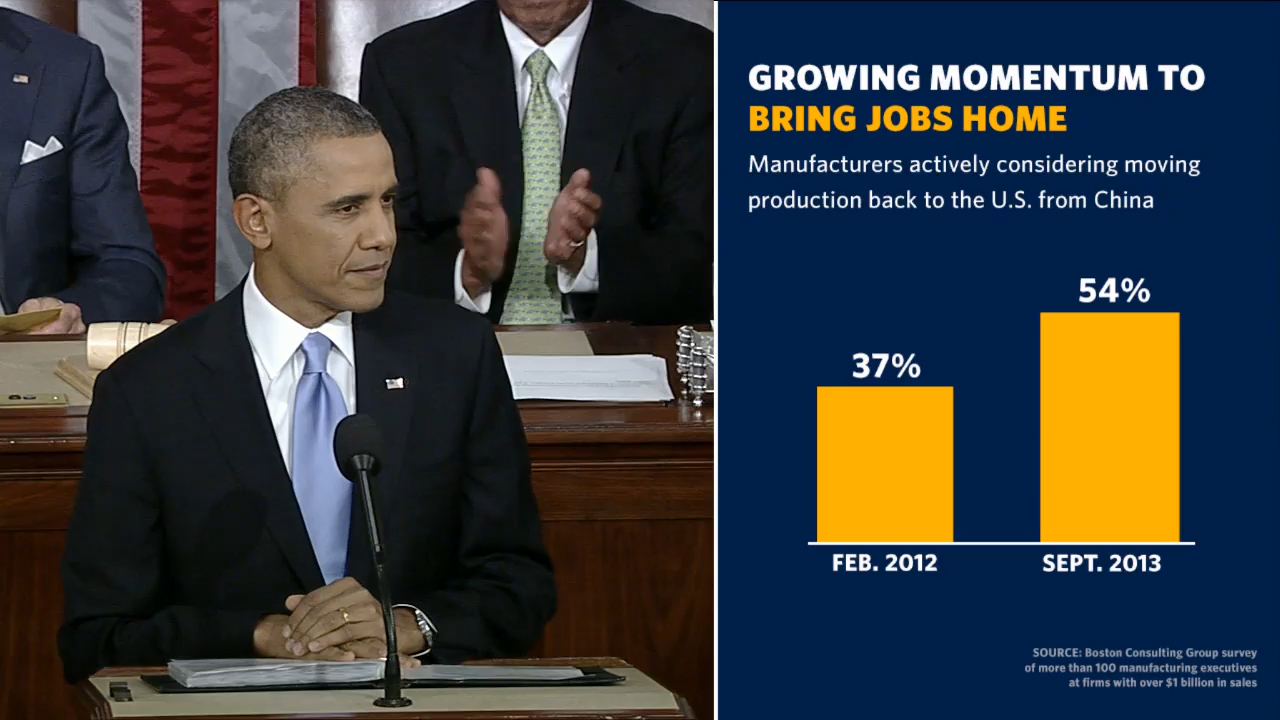 GROWING MOMENTUM TO
BRING JOBS HOME
Manufacturers actively considering moving
production back to the U.S. from China
37%
54%
FEB. 2012
SEPT. 2013
SOURCE: Boston Consulting Group survey
of more than 100 manufacturing executives
at firms with over $1 billion in sales